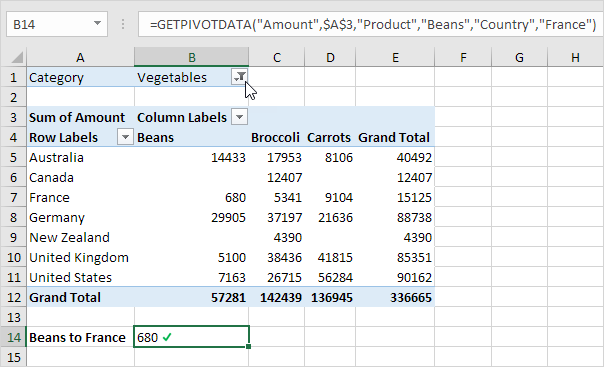 B14 =GETPIVOTDATA("Amount",$A$3,"Product","Beans","Country","France")
A B C D E F G H
1 Category Vegetables
2
3 Sum of Amount Column Labels
4 Row Labels Beans Broccoli Carrots Grand Total
5 Australia 14433 17953 8106 40492
6 Canada 12407 12407
7 France 680 5341 9104 15125
8 Germany 29905 37197 21636 88738
9 New Zealand 4390 4390
10 United Kingdom 5100 38436 41815 85351
11 United States 7163 26715 56284 90162
12 Grand Total 57281 142439 136945 336665
13
14 Beans to France 680 ✓
15